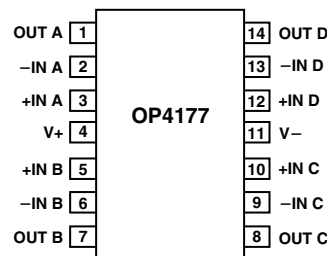 OUT A 1 14 OUT D
−IN A 2 13 −IN D
+IN A 3 12 +IN D
OP4177
V+ 4 11 V−
+IN B 5 10 +IN C
−IN B 6 9 −IN C
OUT B 7 8 OUT C